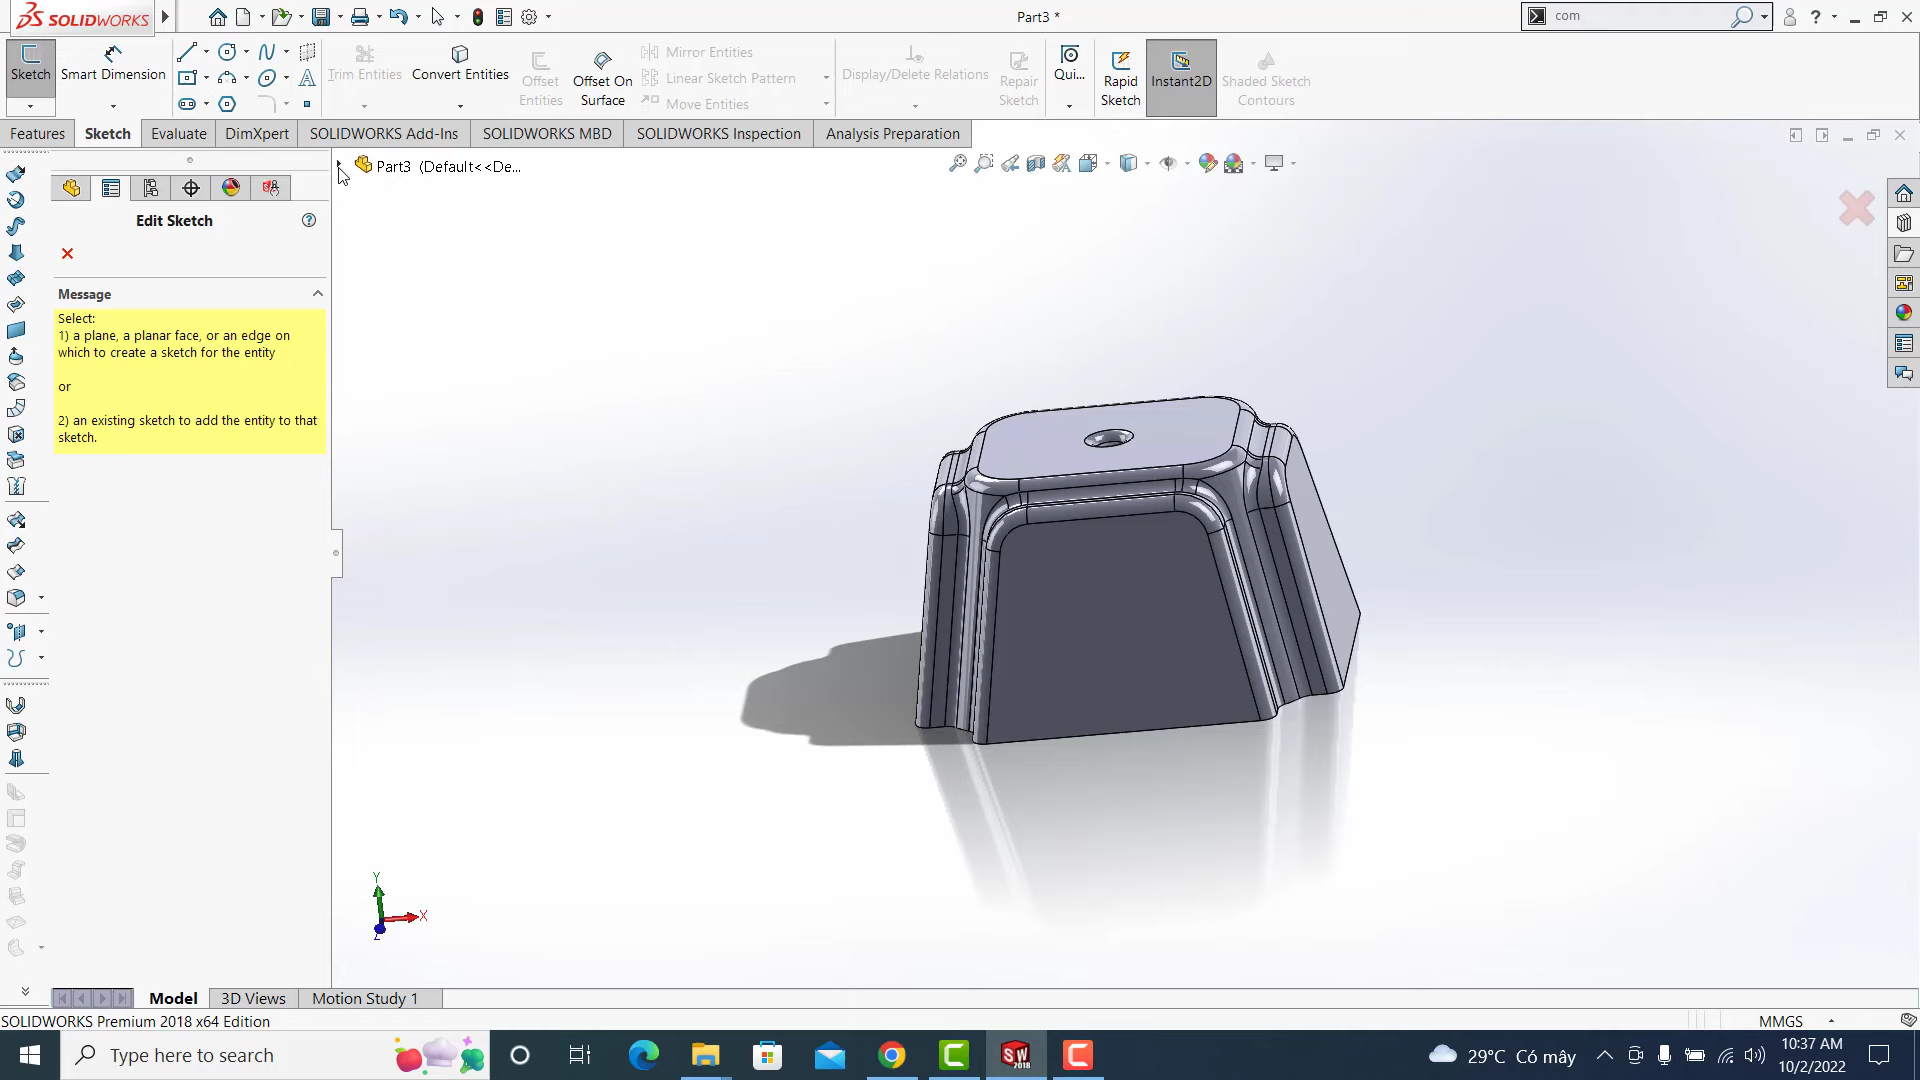 SOLIDWORKS
Part3 *
com
Sketch
Smart Dimension
Trim Entities
Convert Entities
Offset Entities
Offset On Surface
Mirror Entities
Linear Sketch Pattern
Move Entities
Display/Delete Relations
Repair Sketch
Qui...
Rapid Sketch
Instant2D
Shaded Sketch Contours
Features
Sketch
Evaluate
DimXpert
SOLIDWORKS Add-Ins
SOLIDWORKS MBD
SOLIDWORKS Inspection
Analysis Preparation
Part3 (Default<<De...
Edit Sketch
Message
Select:
1) a plane, a planar face, or an edge on
which to create a sketch for the entity
or
2) an existing sketch to add the entity to that
sketch.
Y
X
Z
Model
3D Views
Motion Study 1
SOLIDWORKS Premium 2018 x64 Edition
MMGS
Type here to search
SW
2018
29°C Có mây
10:37 AM
10/2/2022